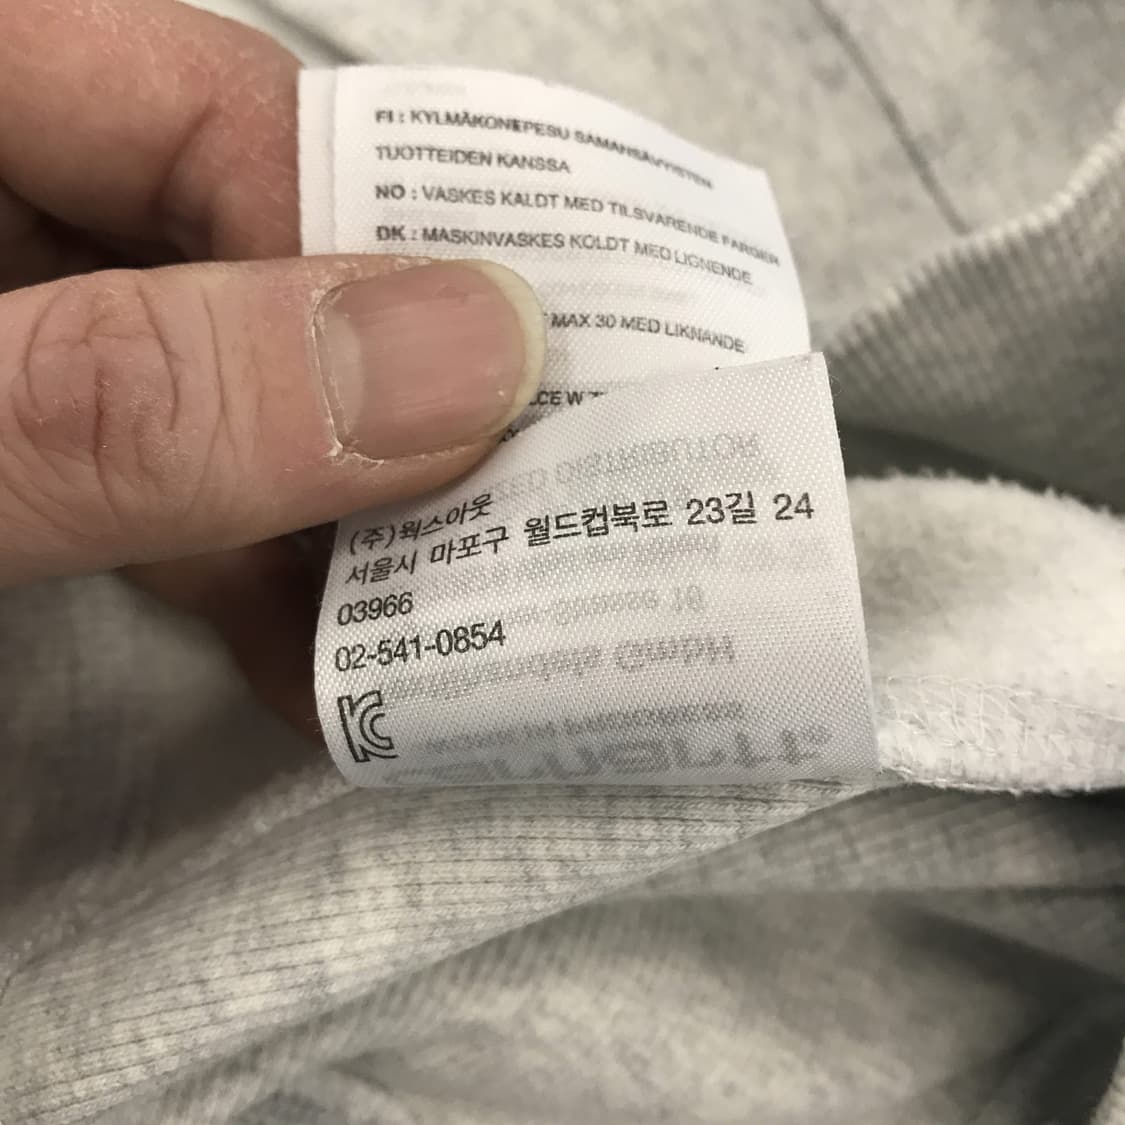 FI : KYLMÄKONEPESU SAMANSÄVYISTEN
TUOTTEIDEN KANSSA
NO : VASKES KALDT MED TILSVARENDE FARGER
DK : MASKINVASKES KOLDT MED LIGNENDE
MAX 30 MED LIKNANDE
(주)웍스아웃
서울시 마포구 월드컵북로 23길 24
03966
02-541-0854